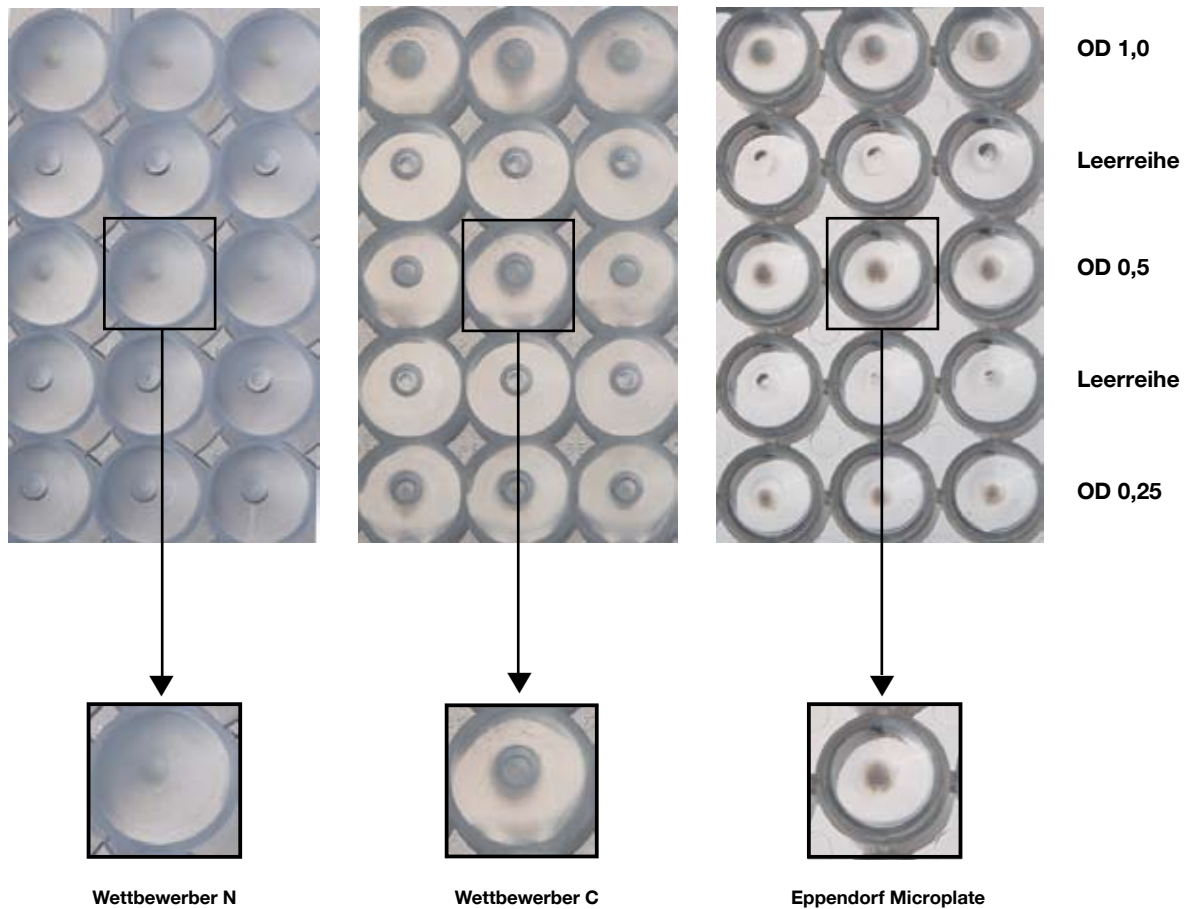 OD 1,0
Leerreihe
OD 0,5
Leerreihe
OD 0,25
Wettbewerber N
Wettbewerber C
Eppendorf Microplate